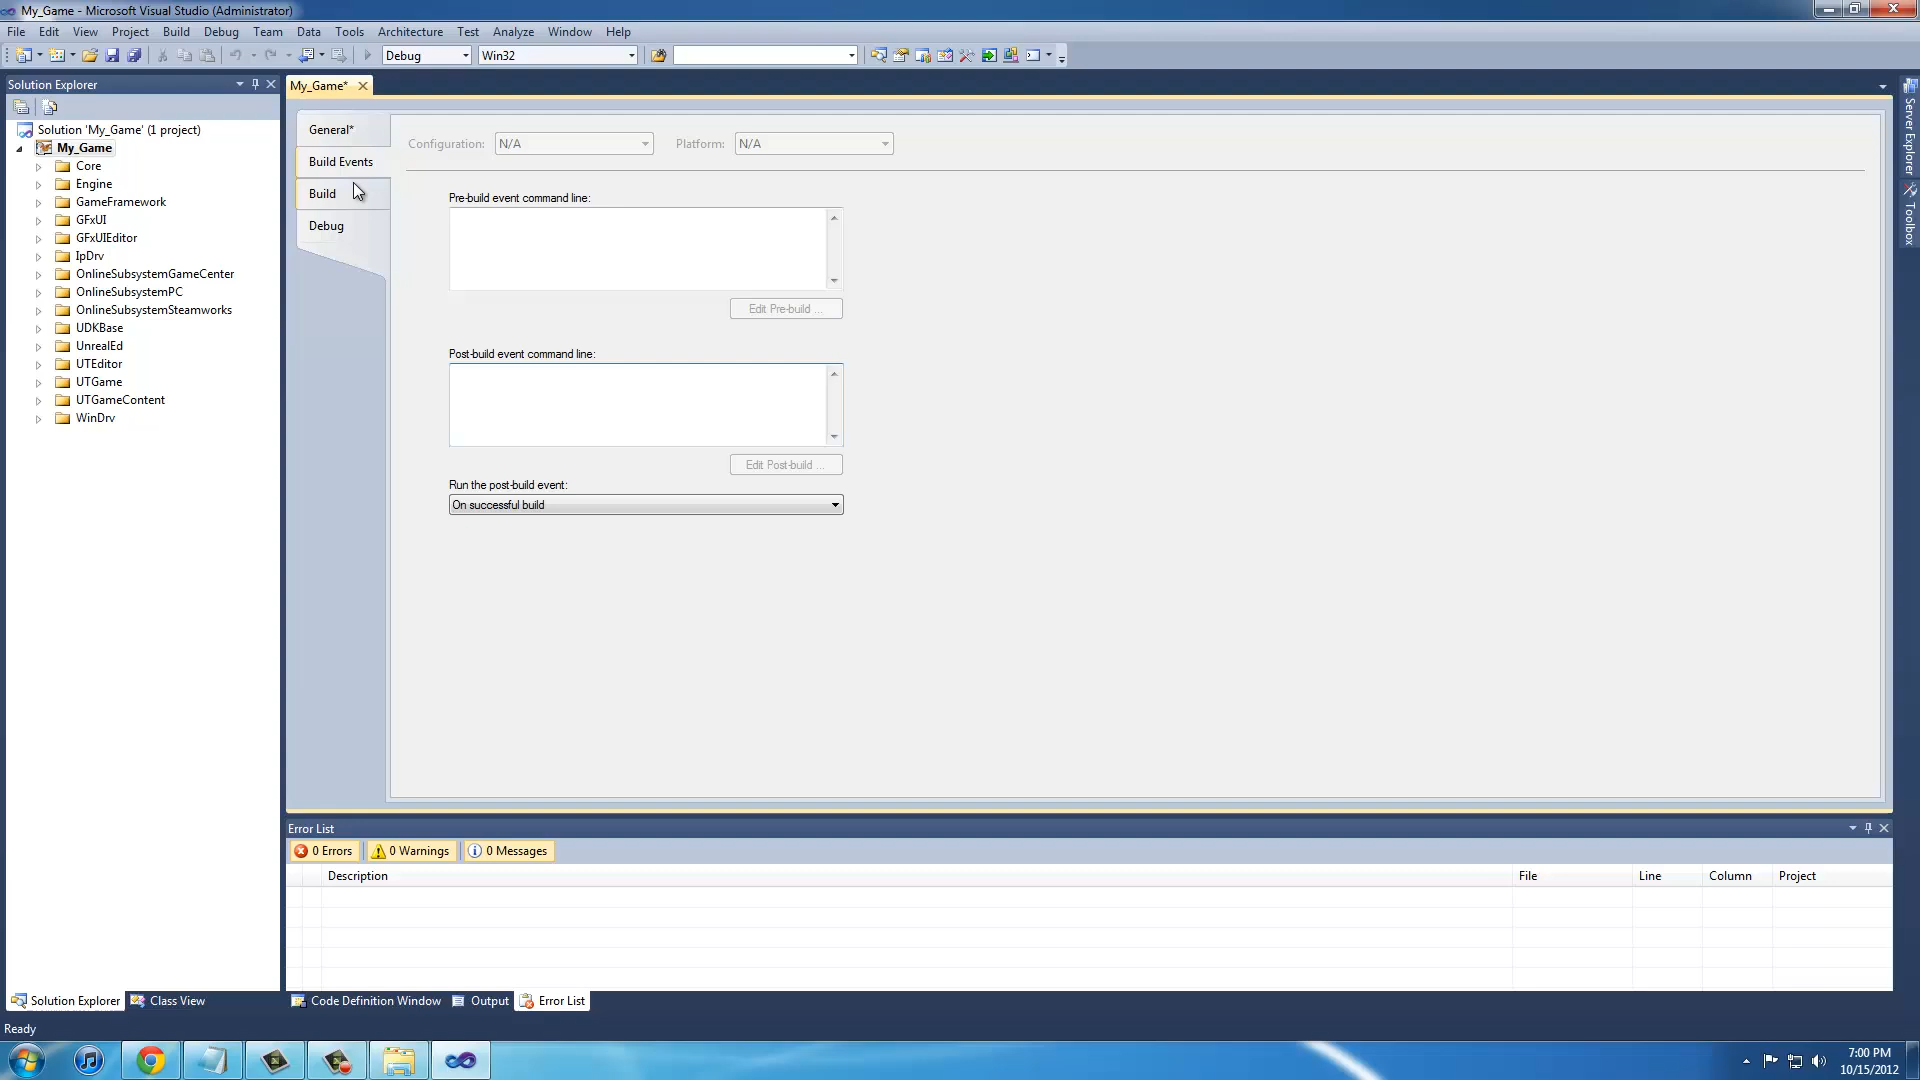 My_Game - Microsoft Visual Studio (Administrator)
File Edit View Project Build Debug Team Data Tools Architecture Test Analyze Window Help
Debug Win32
Solution Explorer
My_Game*
Server Explorer
Toolbox
Solution 'My_Game' (1 project)
My_Game
Core
Engine
GameFramework
GFxUI
GFxUIEditor
IpDrv
OnlineSubsystemGameCenter
OnlineSubsystemPC
OnlineSubsystemSteamworks
UDKBase
UnrealEd
UTEditor
UTGame
UTGameContent
WinDrv
General*
Build Events
Build
Debug
Configuration: N/A Platform: N/A
Pre-build event command line:
Edit Pre-build ...
Post-build event command line:
Edit Post-build ...
Run the post-build event:
On successful build
Error List
0 Errors 0 Warnings 0 Messages
Description File Line Column Project
Solution Explorer Class View
Code Definition Window Output Error List
Ready
7:00 PM
10/15/2012